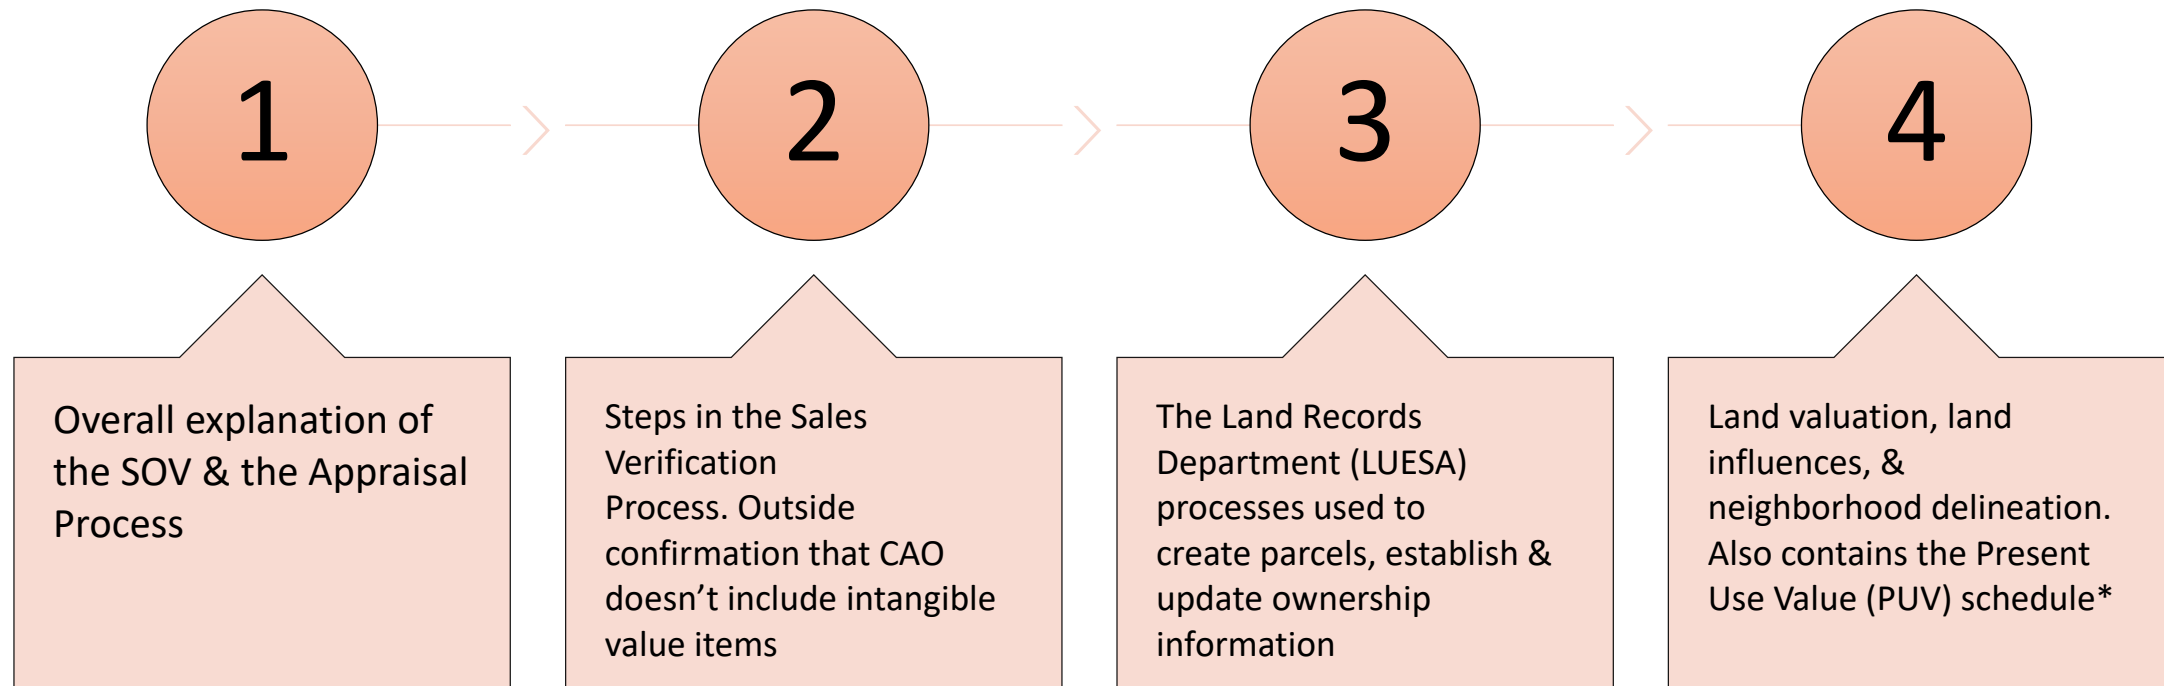 1
2
3
4
Overall explanation of
the SOV & the Appraisal
Process
Steps in the Sales
Verification
Process. Outside
confirmation that CAO
doesn’t include intangible
value items
The Land Records
Department (LUESA)
processes used to
create parcels, establish &
update ownership
information
Land valuation, land
influences, &
neighborhood delineation.
Also contains the Present
Use Value (PUV) schedule*